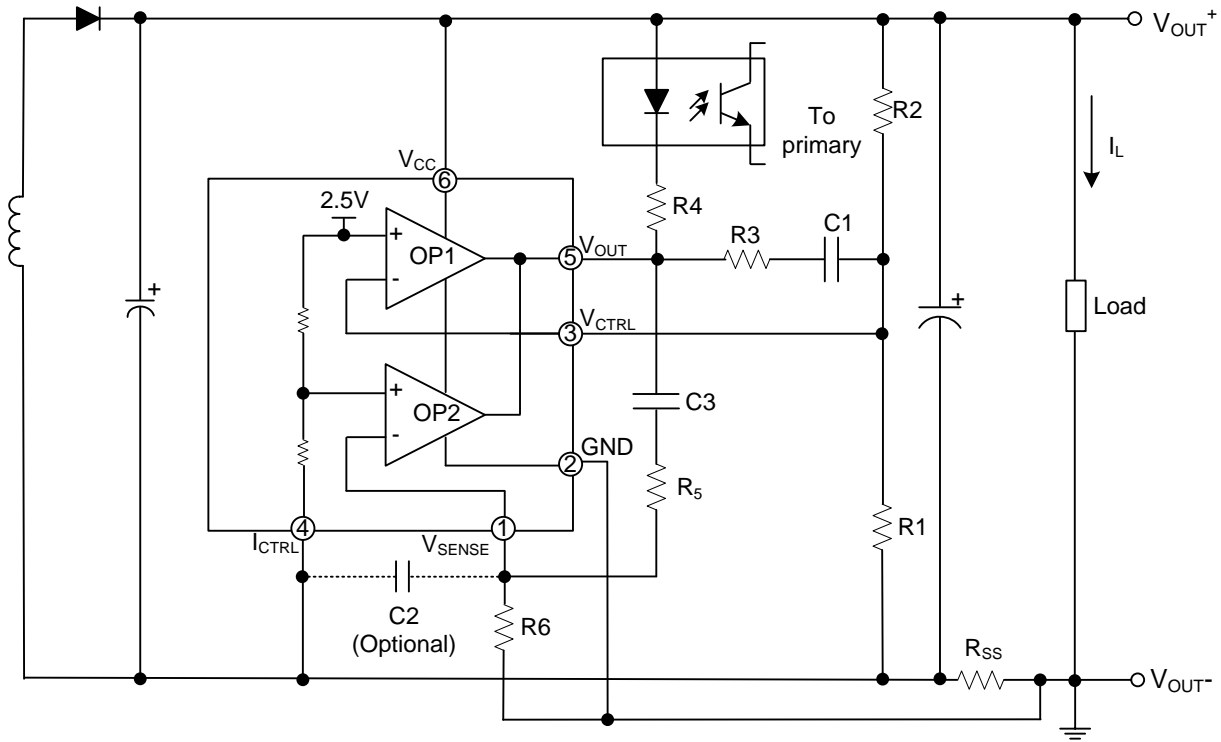 V_OUT+
R2
To
primary
I_L
V_CC
6
2.5V
R4
C1
R3
+
OP1
-
5
V_OUT
+
Load
+
3
V_CTRL
+
OP2
-
C3
GND
2
R_5
R1
4
1
I_CTRL
V_SENSE
C2
(Optional)
R6
R_SS
V_OUT-